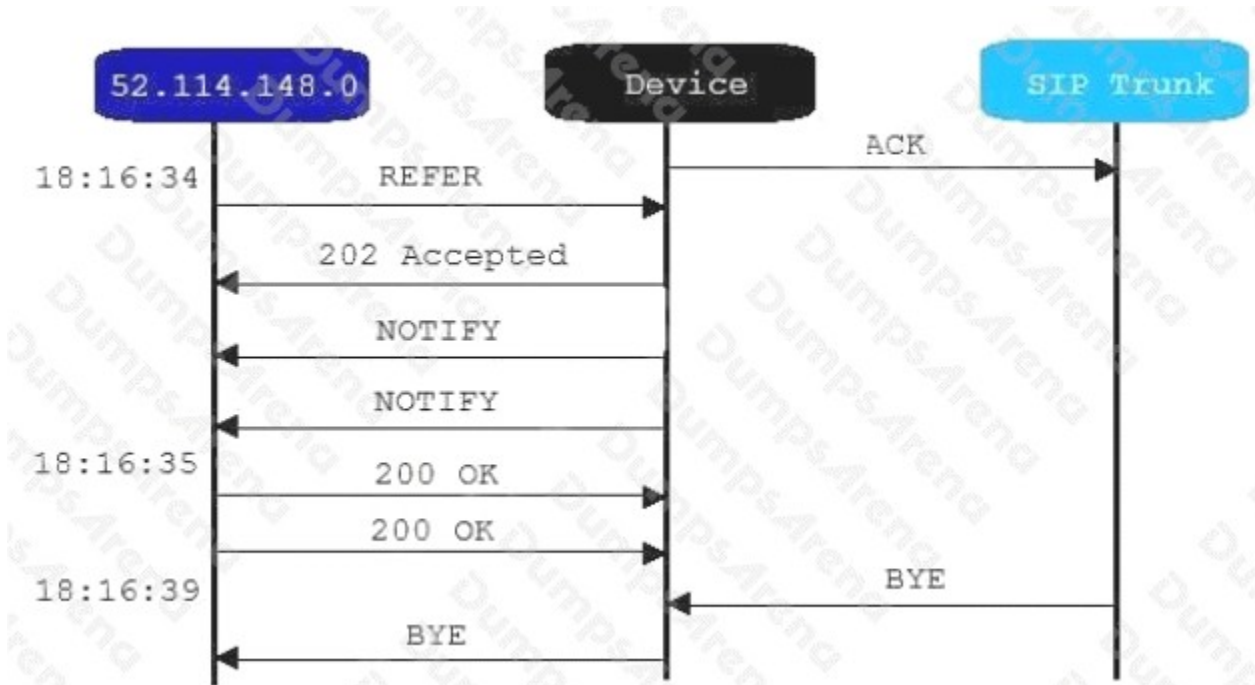 52.114.148.0
Device
SIP Trunk
ACK
18:16:34
REFER
202 Accepted
NOTIFY
NOTIFY
18:16:35
200 OK
200 OK
18:16:39
BYE
BYE
DumpsArena